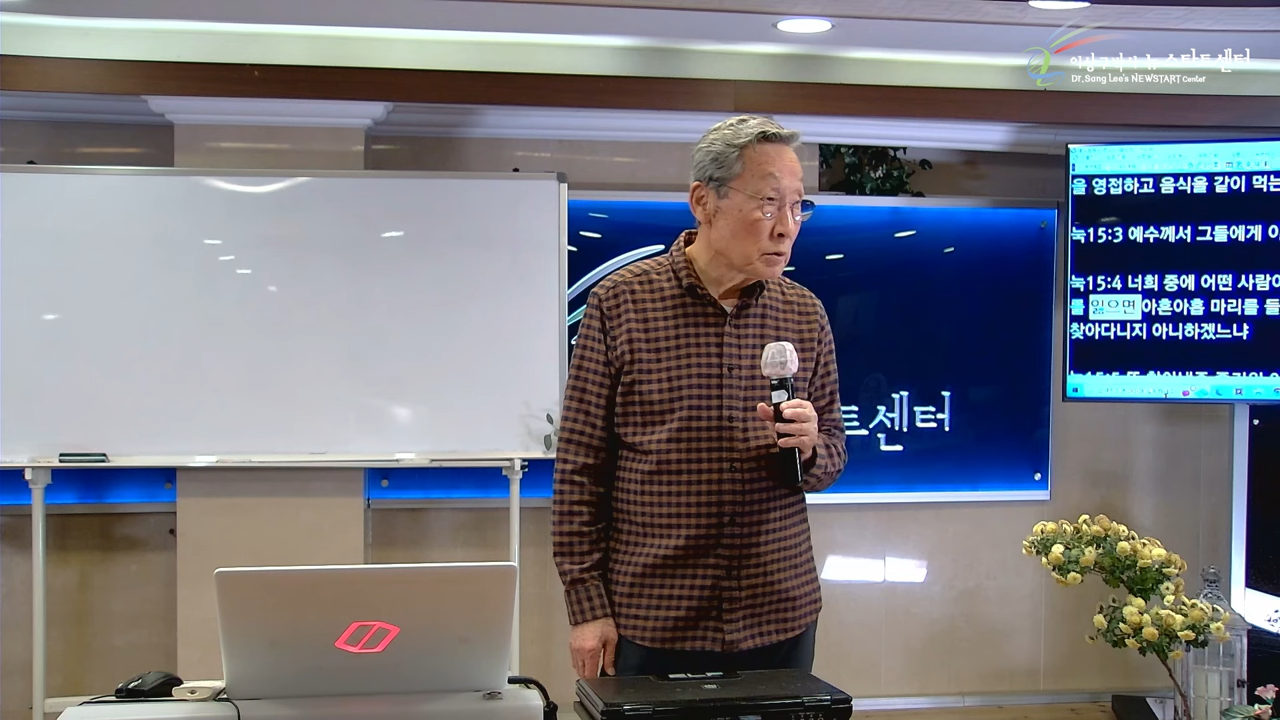 이상구박사 뉴스타트센터
Dr.Sang Lee's NEWSTART Center
을 영접하고 음식을 같이 먹는
눅15:3 예수께서 그들에게 이
눅15:4 너희 중에 어떤 사람이
를 잃으면 아흔아홉 마리를 들
찾아다니지 아니하겠느냐
트센터